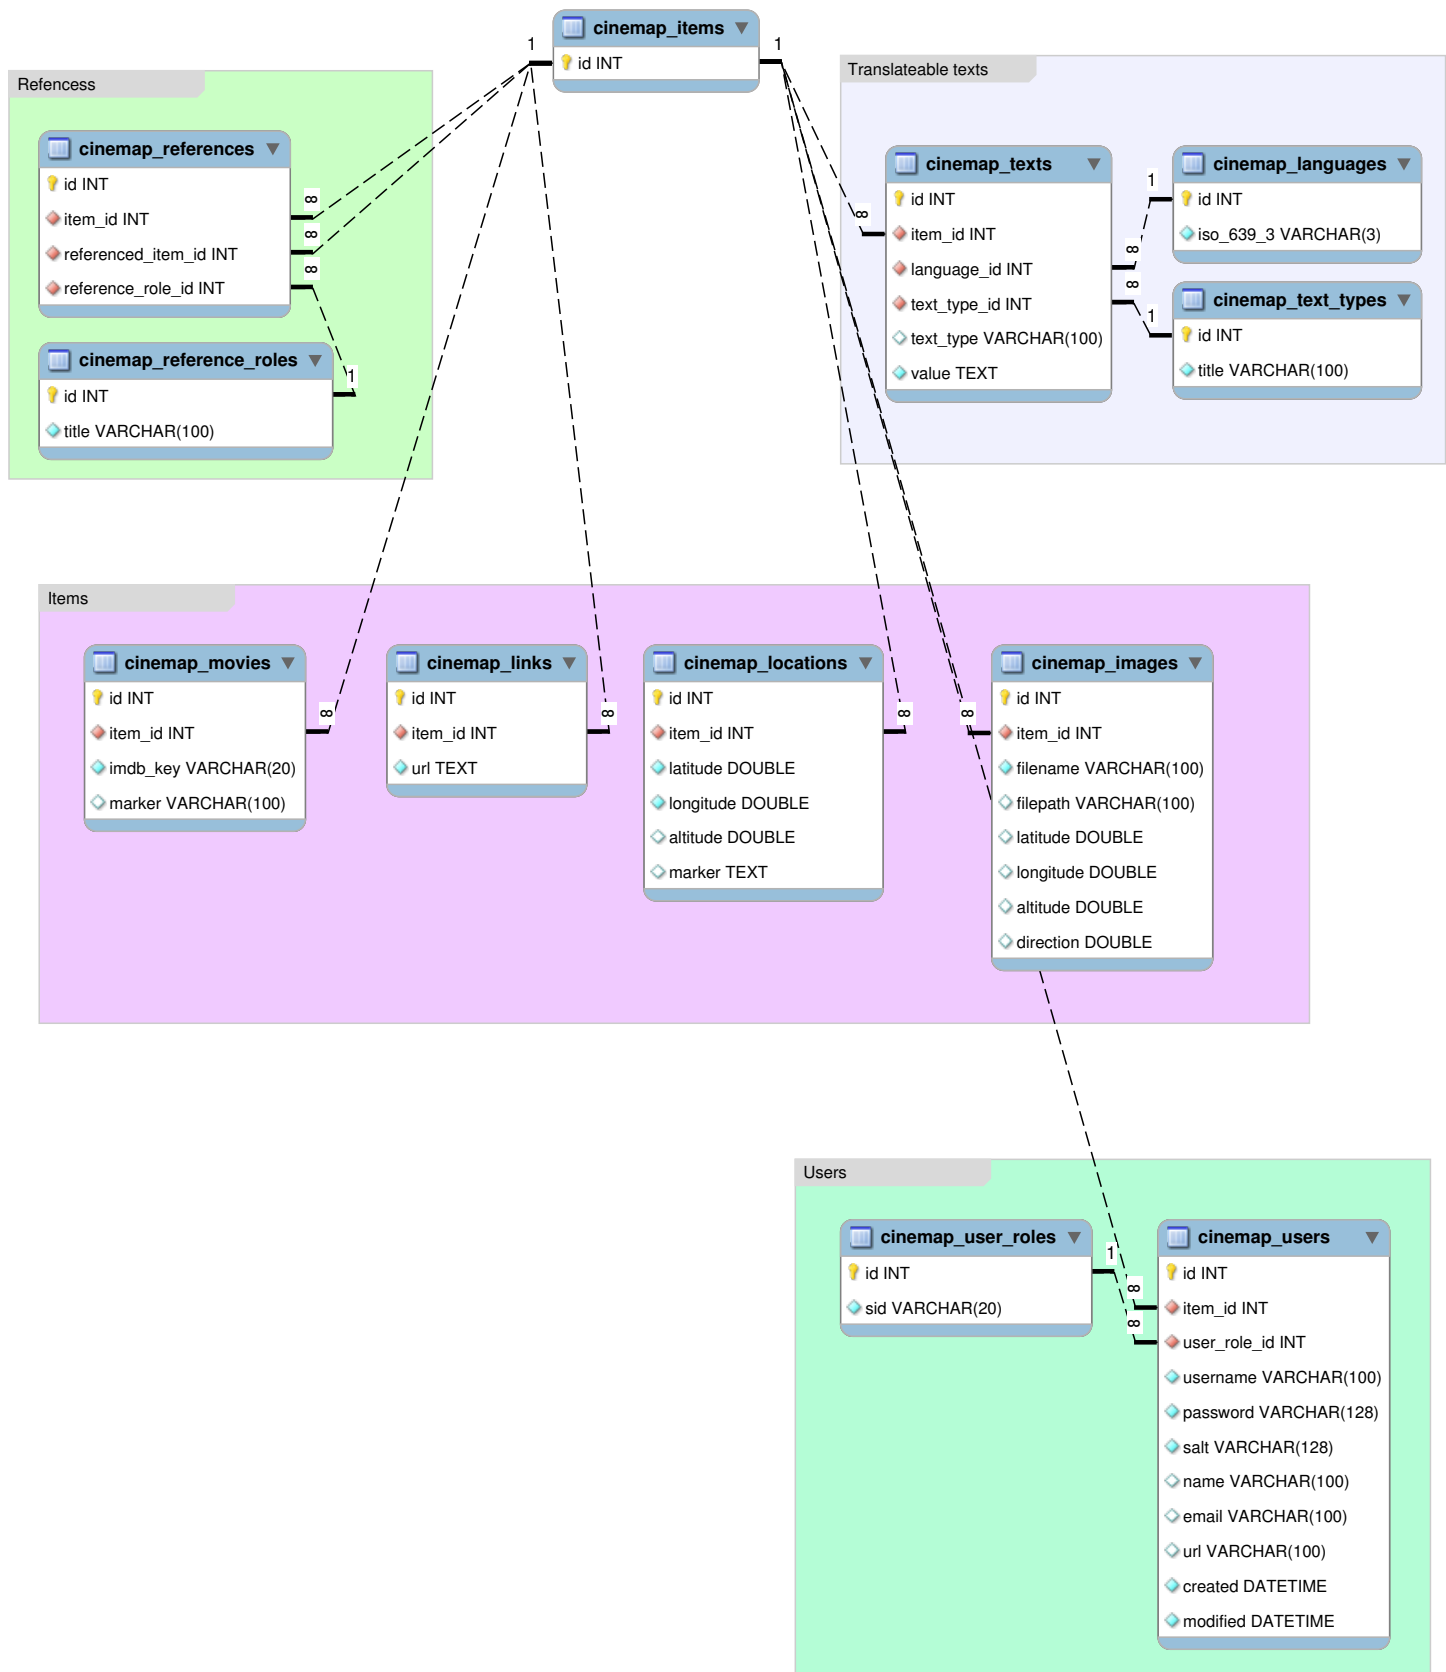 cinemap_items
id INT
1
1
Refencess
cinemap_references
id INT
item_id INT
referenced_item_id INT
reference_role_id INT
∞
∞
∞
cinemap_reference_roles
id INT
title VARCHAR(100)
1
Translateable texts
cinemap_texts
id INT
item_id INT
language_id INT
text_type_id INT
text_type VARCHAR(100)
value TEXT
∞
∞
∞
cinemap_languages
id INT
iso_639_3 VARCHAR(3)
1
cinemap_text_types
id INT
title VARCHAR(100)
1
Items
cinemap_movies
id INT
item_id INT
imdb_key VARCHAR(20)
marker VARCHAR(100)
∞
cinemap_links
id INT
item_id INT
url TEXT
∞
cinemap_locations
id INT
item_id INT
latitude DOUBLE
longitude DOUBLE
altitude DOUBLE
marker TEXT
∞
cinemap_images
id INT
item_id INT
filename VARCHAR(100)
filepath VARCHAR(100)
latitude DOUBLE
longitude DOUBLE
altitude DOUBLE
direction DOUBLE
∞
Users
cinemap_user_roles
id INT
sid VARCHAR(20)
1
∞
∞
cinemap_users
id INT
item_id INT
user_role_id INT
username VARCHAR(100)
password VARCHAR(128)
salt VARCHAR(128)
name VARCHAR(100)
email VARCHAR(100)
url VARCHAR(100)
created DATETIME
modified DATETIME